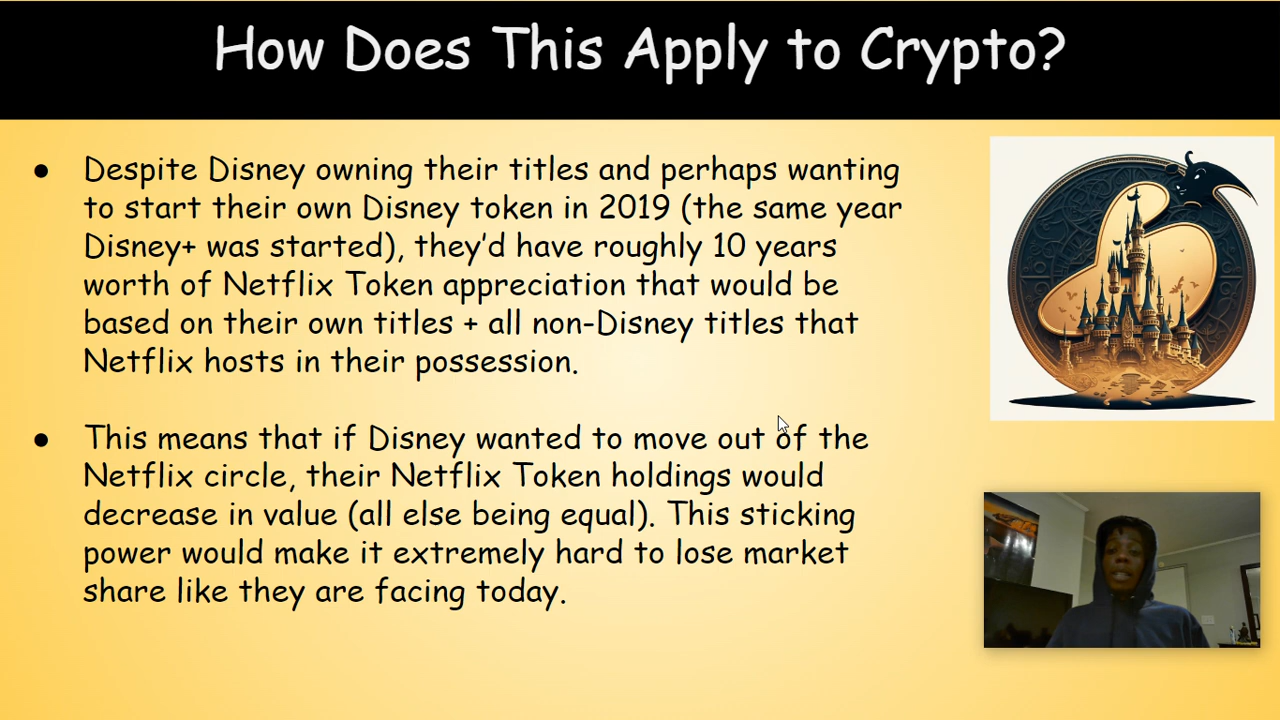 How Does This Apply to Crypto?
● Despite Disney owning their titles and perhaps wanting
to start their own Disney token in 2019 (the same year
Disney+ was started), they'd have roughly 10 years
worth of Netflix Token appreciation that would be
based on their own titles + all non-Disney titles that
Netflix hosts in their possession.
● This means that if Disney wanted to move out of the
Netflix circle, their Netflix Token holdings would
decrease in value (all else being equal). This sticking
power would make it extremely hard to lose market
share like they are facing today.